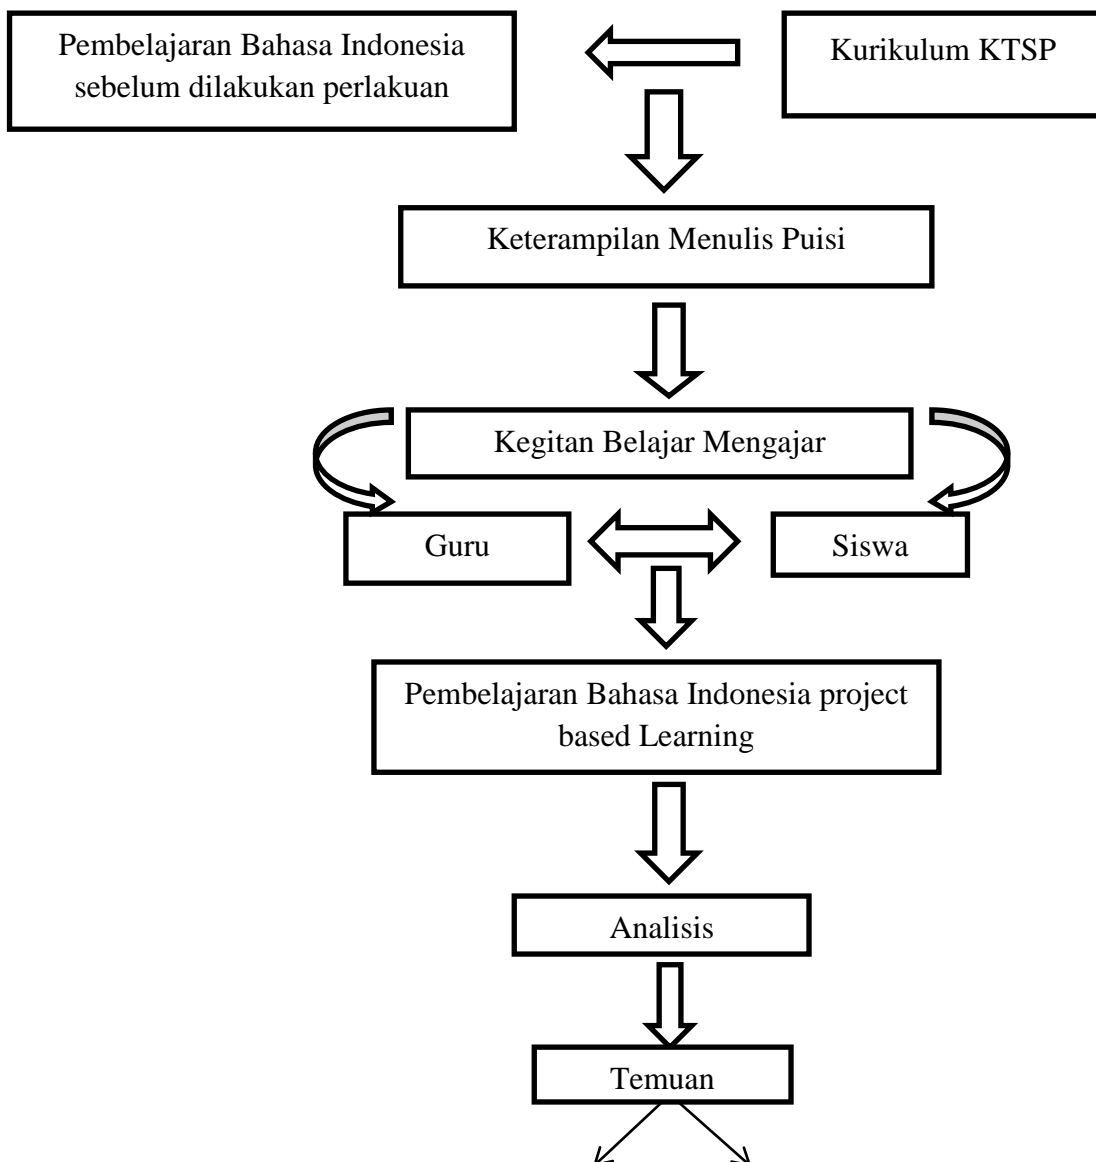 Pembelajaran Bahasa Indonesia
sebelum dilakukan perlakuan
Kurikulum KTSP
Keterampilan Menulis Puisi
Kegitan Belajar Mengajar
Guru
Siswa
Pembelajaran Bahasa Indonesia project
based Learning
Analisis
Temuan